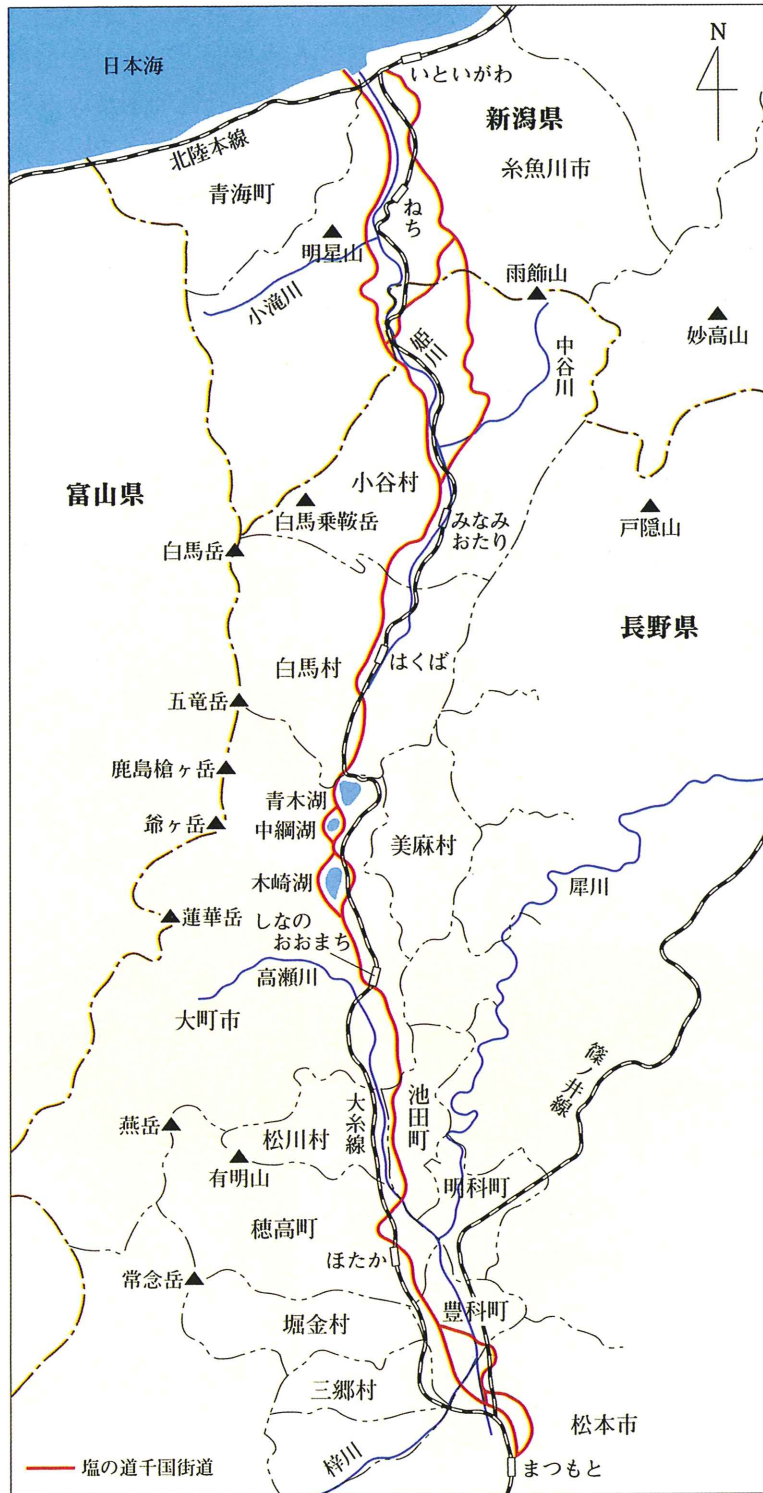 日本海
いといがわ
N
新潟県
北陸本線
青海町
糸魚川市
ねち
明星山
雨飾山
小滝川
妙高山
姫川
中谷川
小谷村
富山県
白馬乗鞍岳
みなみ
おたり
戸隠山
白馬岳
長野県
白馬村
はくば
五竜岳
鹿島槍ヶ岳
青木湖
爺ヶ岳
中綱湖
美麻村
木崎湖
犀川
蓮華岳
しなの
おおまち
高瀬川
大町市
篠ノ井線
池田町
大糸線
燕岳
松川村
有明山
明科町
穂高町
ほたか
常念岳
豊科町
堀金村
三郷村
松本市
梓川
塩の道千国街道
まつもと